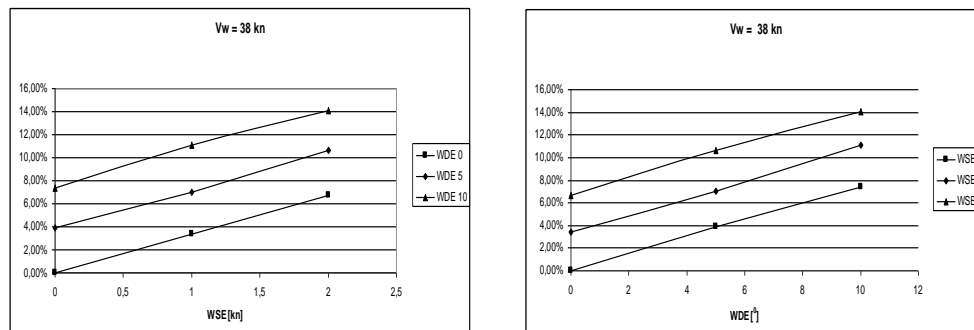 Vw = 38 kn
16,00%
14,00%
12,00%
10,00%
8,00%
6,00%
4,00%
2,00%
0,00%
0 0,5 1 1,5 2 2,5
WSE[kn]
WDE 0
WDE 5
WDE 10
Vw = 38 kn
16,00%
14,00%
12,00%
10,00%
8,00%
6,00%
4,00%
2,00%
0,00%
0 2 4 6 8 10 12
WDE[⁰]
WSE
WSE
WSE